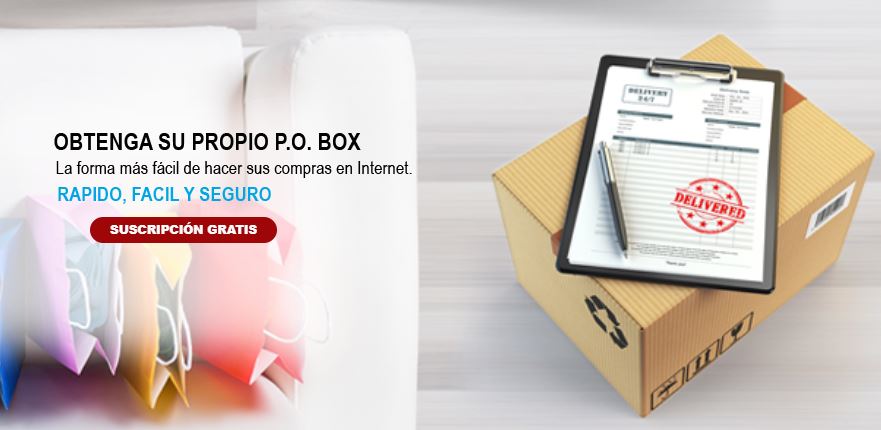 OBTENGA SU PROPIO P.O. BOX
La forma más fácil de hacer sus compras en Internet.
RAPIDO, FACIL Y SEGURO
SUSCRIPCIÓN GRATIS
DELIVERY
24/7
DELIVERED